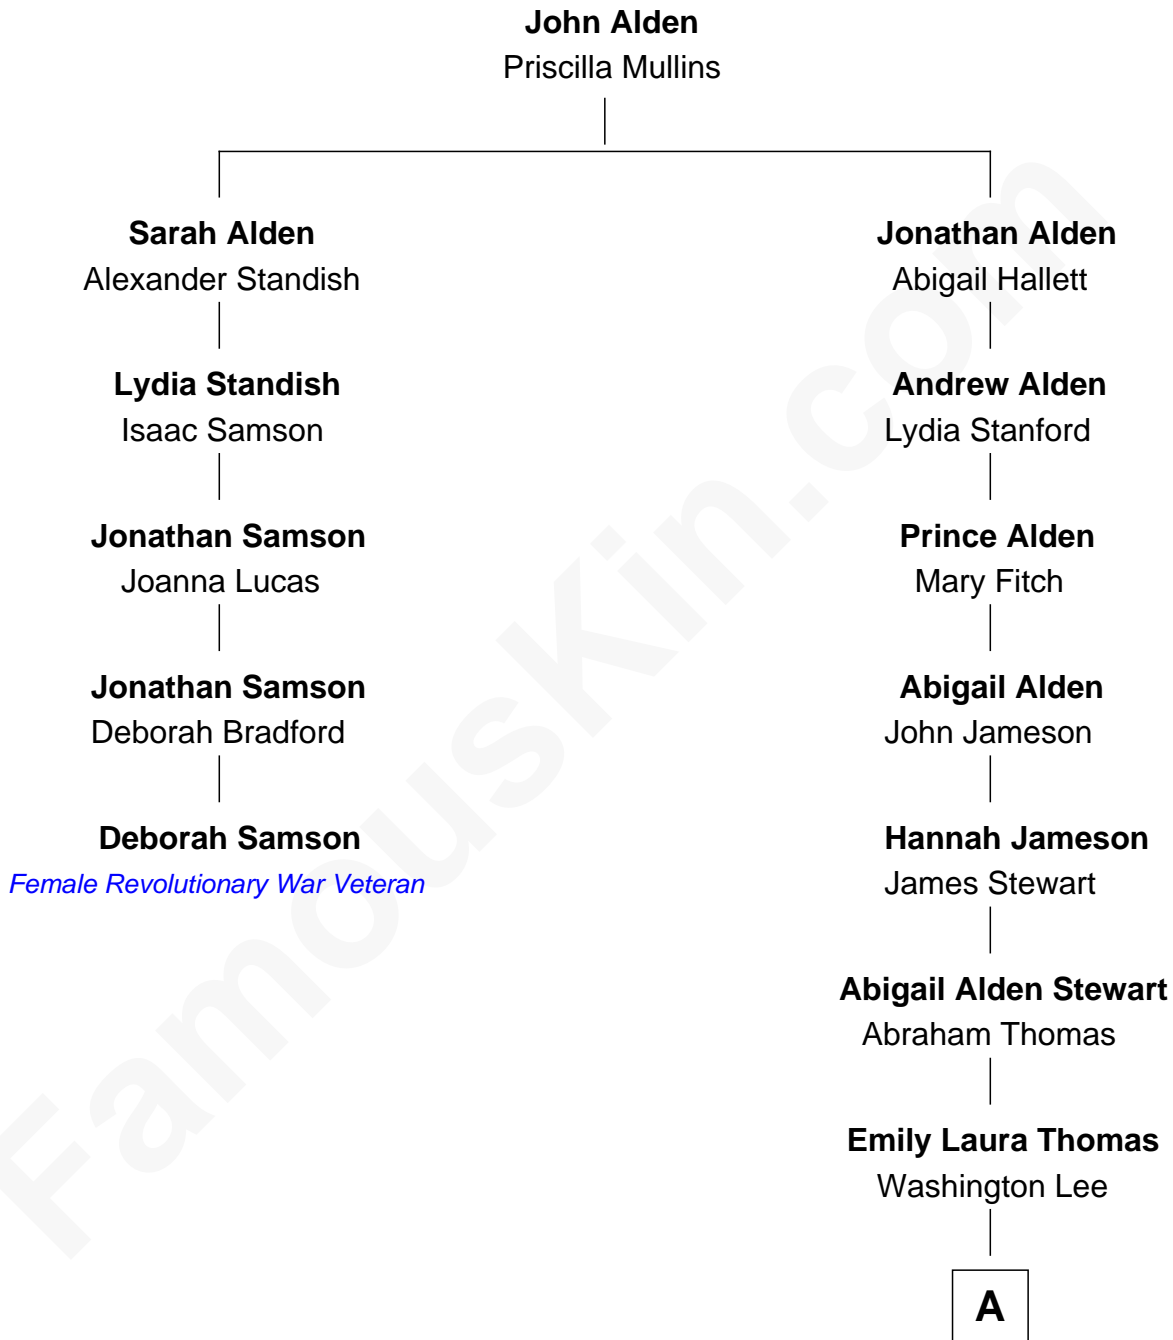 John Alden
Priscilla Mullins
Sarah Alden
Alexander Standish
Lydia Standish
Isaac Samson
Jonathan Samson
Joanna Lucas
Jonathan Samson
Deborah Bradford
Deborah Samson
Female Revolutionary War Veteran
Jonathan Alden
Abigail Hallett
Andrew Alden
Lydia Stanford
Prince Alden
Mary Fitch
Abigail Alden
John Jameson
Hannah Jameson
James Stewart
Abigail Alden Stewart
Abraham Thomas
Emily Laura Thomas
Washington Lee
A
FamousKin.com